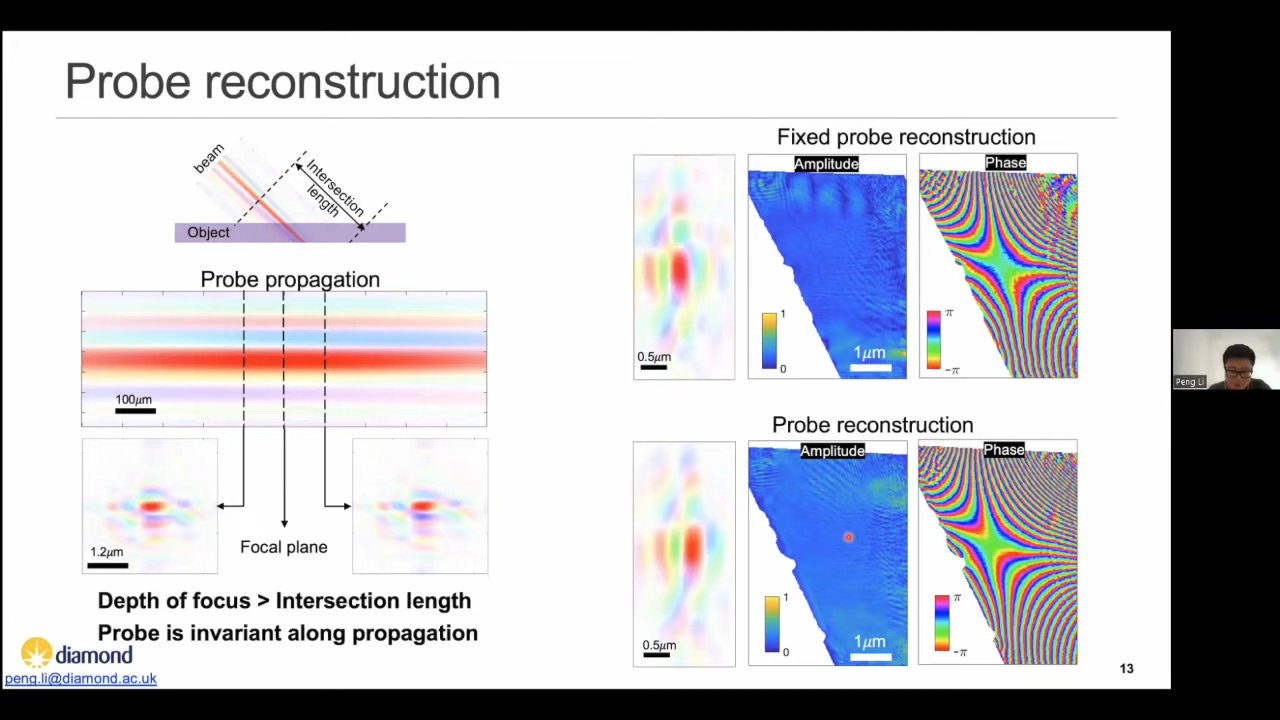 Probe reconstruction
beam
Intersection
length
Object
Probe propagation
100μm
1.2μm
Focal plane
Depth of focus > Intersection length
Probe is invariant along propagation
diamond
peng.li@diamond.ac.uk
Fixed probe reconstruction
Amplitude
Phase
0.5μm
1
0
1μm
π
-π
Probe reconstruction
Amplitude
Phase
0.5μm
1
0
1μm
π
-π
13
Peng Li